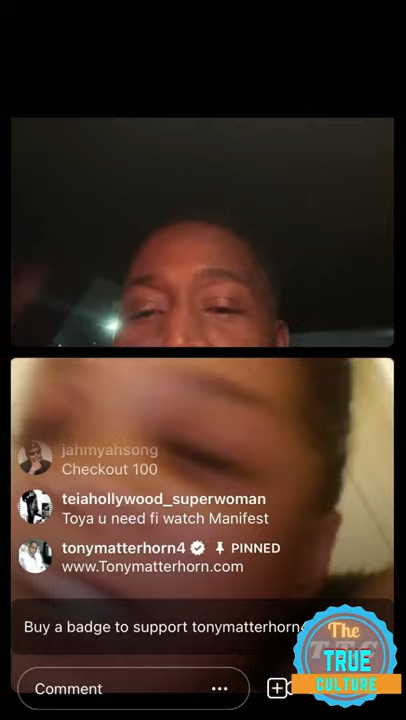 jahmyahsong
Checkout 100
teiahollywood_superwoman
Toya u need fi watch Manifest
tonymatterhorn4 PINNED
www.Tonymatterhorn.com
Buy a badge to support tonymatterhorn4
Comment
The
TRUE
CULTURE